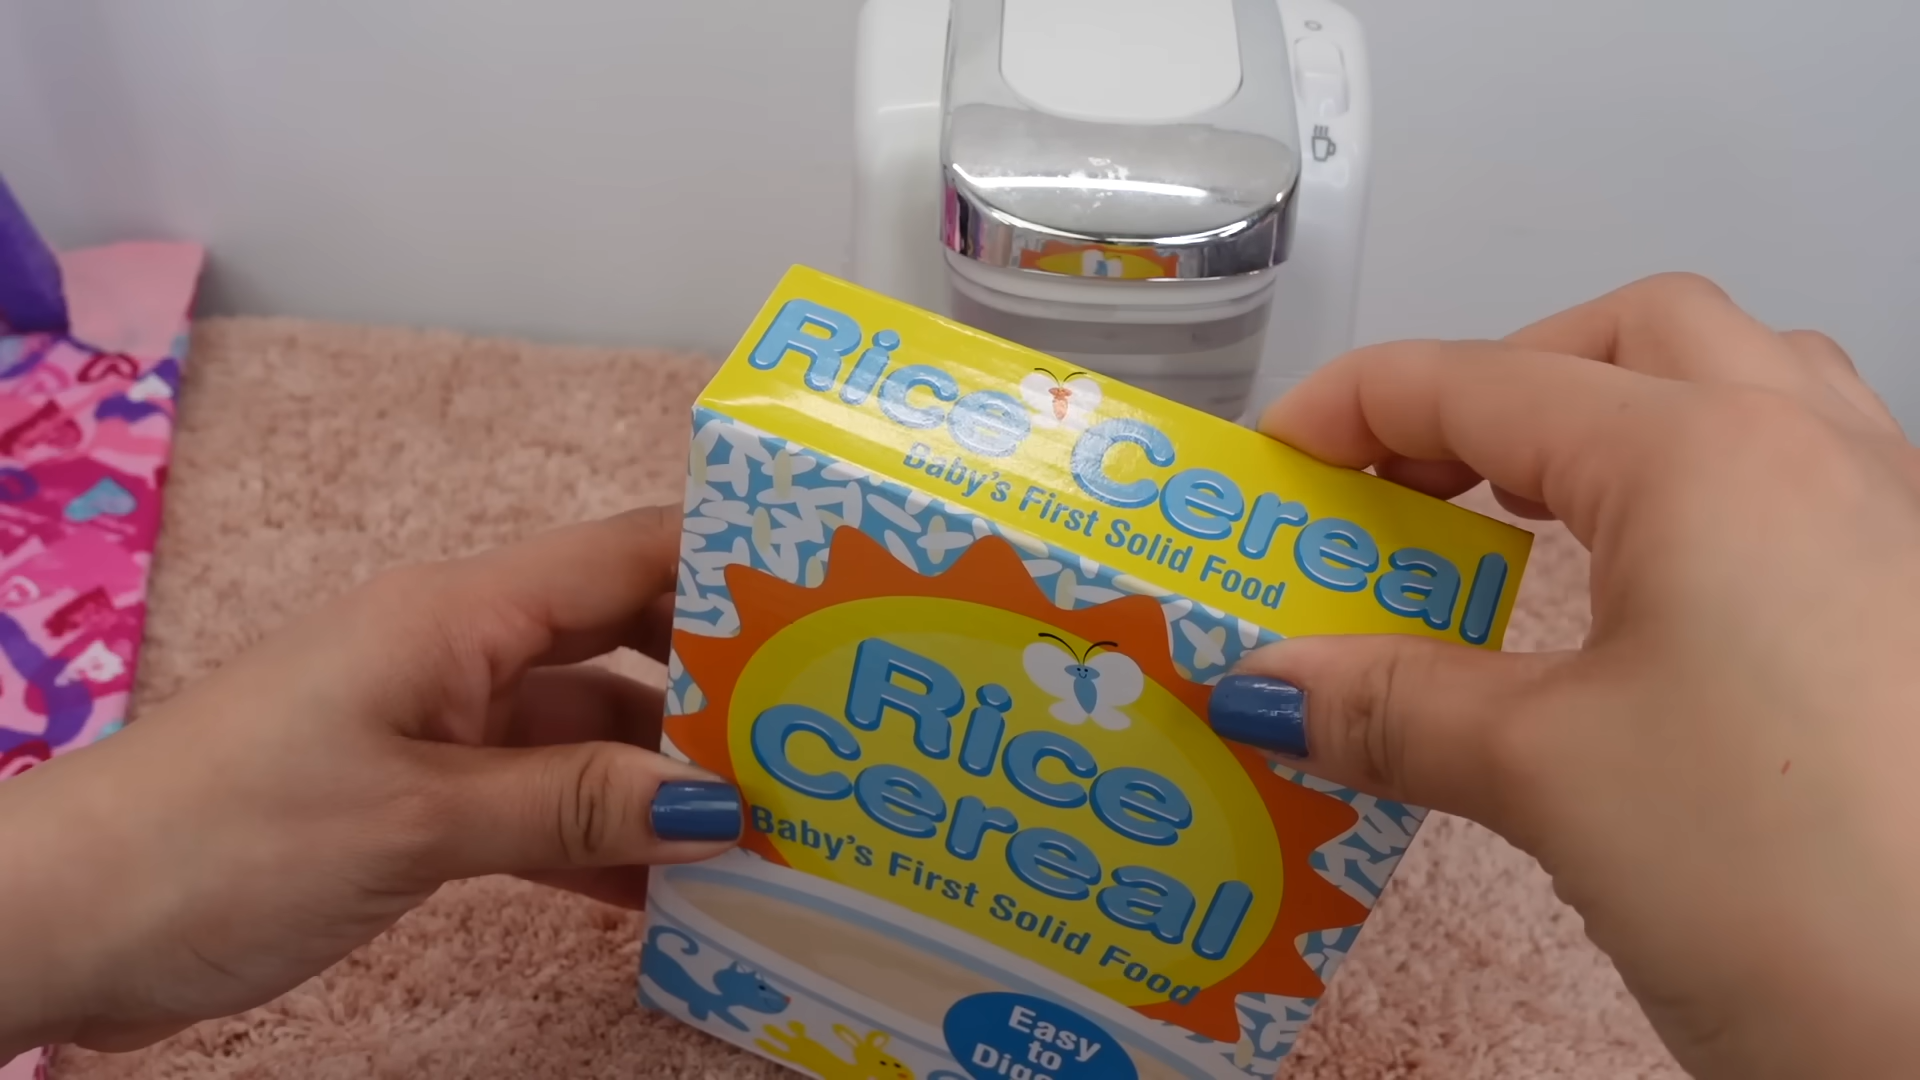 Rice Cereal
Baby's First Solid Food
Rice
Cereal
Baby's First Solid Food
Easy
to